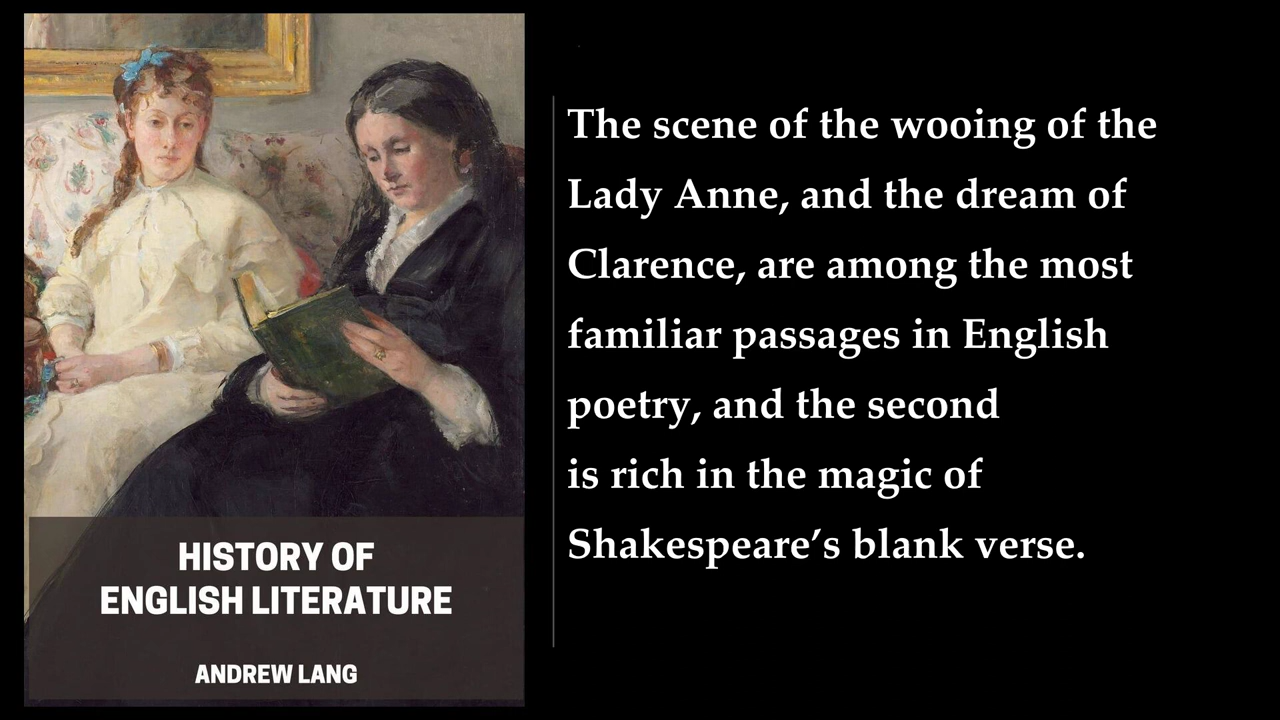 HISTORY OF
ENGLISH LITERATURE
ANDREW LANG
The scene of the wooing of the
Lady Anne, and the dream of
Clarence, are among the most
familiar passages in English
poetry, and the second
is rich in the magic of
Shakespeare’s blank verse.